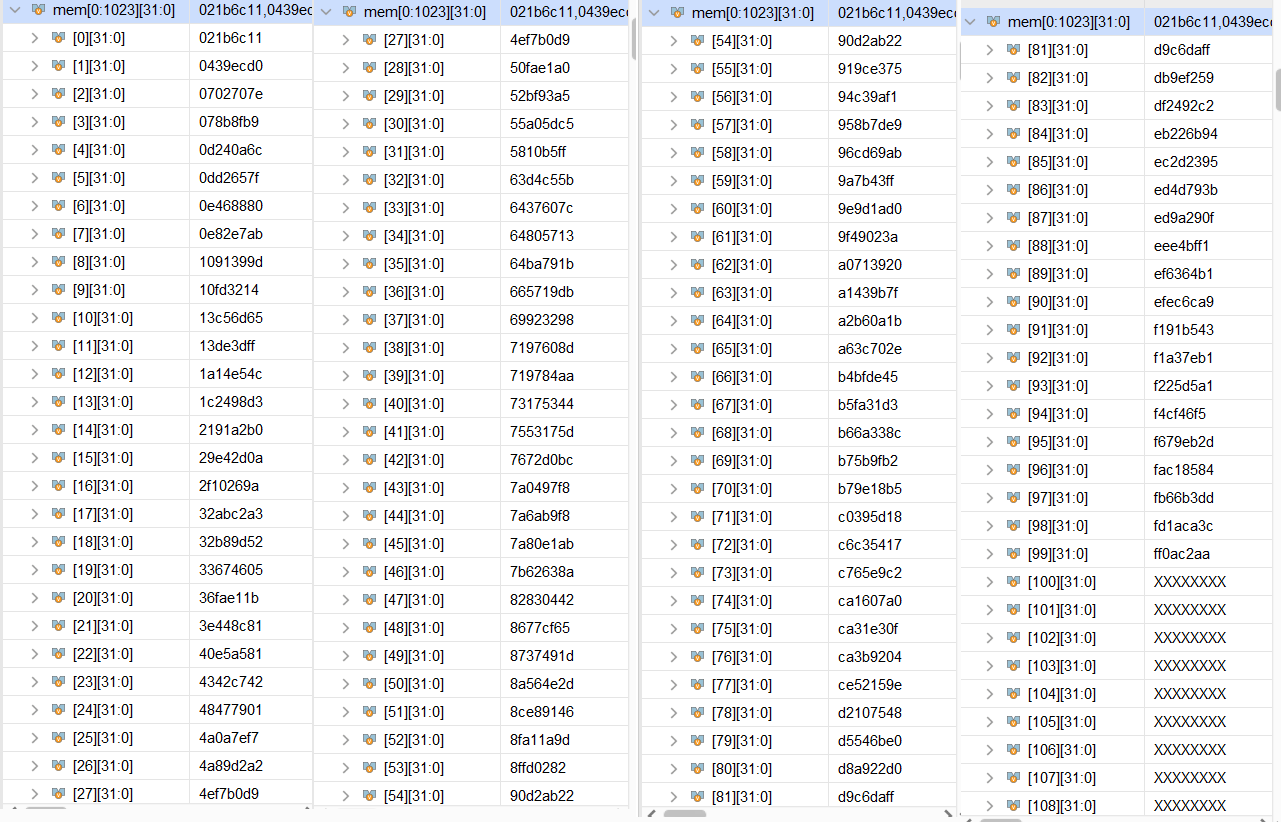 mem[0:1023][31:0] 021b6c11,0439ecd
[0][31:0] 021b6c11
[1][31:0] 0439ecd0
[2][31:0] 0702707e
[3][31:0] 078b8fb9
[4][31:0] 0d240a6c
[5][31:0] 0dd2657f
[6][31:0] 0e468880
[7][31:0] 0e82e7ab
[8][31:0] 1091399d
[9][31:0] 10fd3214
[10][31:0] 13c56d65
[11][31:0] 13de3dff
[12][31:0] 1a14e54c
[13][31:0] 1c2498d3
[14][31:0] 2191a2b0
[15][31:0] 29e42d0a
[16][31:0] 2f10269a
[17][31:0] 32abc2a3
[18][31:0] 32b89d52
[19][31:0] 33674605
[20][31:0] 36fae11b
[21][31:0] 3e448c81
[22][31:0] 40e5a581
[23][31:0] 4342c742
[24][31:0] 48477901
[25][31:0] 4a0a7ef7
[26][31:0] 4a89d2a2
[27][31:0] 4ef7b0d9
mem[0:1023][31:0] 021b6c11,0439ece
[27][31:0] 4ef7b0d9
[28][31:0] 50fae1a0
[29][31:0] 52bf93a5
[30][31:0] 55a05dc5
[31][31:0] 5810b5ff
[32][31:0] 63d4c55b
[33][31:0] 6437607c
[34][31:0] 64805713
[35][31:0] 64ba791b
[36][31:0] 665719db
[37][31:0] 69923298
[38][31:0] 7197608d
[39][31:0] 719784aa
[40][31:0] 73175344
[41][31:0] 7553175d
[42][31:0] 7672d0bc
[43][31:0] 7a0497f8
[44][31:0] 7a6ab9f8
[45][31:0] 7a80e1ab
[46][31:0] 7b62638a
[47][31:0] 82830442
[48][31:0] 8677cf65
[49][31:0] 8737491d
[50][31:0] 8a564e2d
[51][31:0] 8ce89146
[52][31:0] 8fa11a9d
[53][31:0] 8ffd0282
[54][31:0] 90d2ab22
mem[0:1023][31:0] 021b6c11,0439ec
[54][31:0] 90d2ab22
[55][31:0] 919ce375
[56][31:0] 94c39af1
[57][31:0] 958b7de9
[58][31:0] 96cd69ab
[59][31:0] 9a7b43ff
[60][31:0] 9e9d1ad0
[61][31:0] 9f49023a
[62][31:0] a0713920
[63][31:0] a1439b7f
[64][31:0] a2b60a1b
[65][31:0] a63c702e
[66][31:0] b4bfde45
[67][31:0] b5fa31d3
[68][31:0] b66a338c
[69][31:0] b75b9fb2
[70][31:0] b79e18b5
[71][31:0] c0395d18
[72][31:0] c6c35417
[73][31:0] c765e9c2
[74][31:0] ca1607a0
[75][31:0] ca31e30f
[76][31:0] ca3b9204
[77][31:0] ce52159e
[78][31:0] d2107548
[79][31:0] d5546be0
[80][31:0] d8a922d0
[81][31:0] d9c6daff
mem[0:1023][31:0] 021b6c11,0439ec
[81][31:0] d9c6daff
[82][31:0] db9ef259
[83][31:0] df2492c2
[84][31:0] eb226b94
[85][31:0] ec2d2395
[86][31:0] ed4d793b
[87][31:0] ed9a290f
[88][31:0] eee4bff1
[89][31:0] ef6364b1
[90][31:0] efec6ca9
[91][31:0] f191b543
[92][31:0] f1a37eb1
[93][31:0] f225d5a1
[94][31:0] f4cf46f5
[95][31:0] f679eb2d
[96][31:0] fac18584
[97][31:0] fb66b3dd
[98][31:0] fd1aca3c
[99][31:0] ff0ac2aa
[100][31:0] XXXXXXXX
[101][31:0] XXXXXXXX
[102][31:0] XXXXXXXX
[103][31:0] XXXXXXXX
[104][31:0] XXXXXXXX
[105][31:0] XXXXXXXX
[106][31:0] XXXXXXXX
[107][31:0] XXXXXXXX
[108][31:0] XXXXXXXX